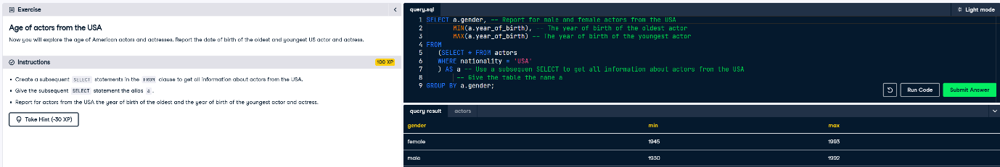 Exercise
Age of actors from the USA
Now you will explore the age of American actors and actresses. Report the date of birth of the oldest and youngest US actor and actress.
Instructions
100 XP
Create a subsequent SELECT statements in the FROM clause to get all information about actors from the USA.
Give the subsequent SELECT statement the alias a .
Report for actors from the USA the year of birth of the oldest and the year of birth of the youngest actor and actress.
Take Hint (-30 XP)
query.sql
Light mode
1 SELECT a.gender, -- Report for male and female actors from the USA
2 MIN(a.year_of_birth), -- The year of birth of the oldest actor
3 MAX(a.year_of_birth) -- The year of birth of the youngest actor
4 FROM
5 (SELECT * FROM actors
6 WHERE nationality = 'USA'
7 ) AS a -- Use a subsequen SELECT to get all information about actors from the USA
8 -- Give the table the name a
9 GROUP BY a.gender;
Run Code
Submit Answer
query result
actors
gender min max
female 1945 1993
male 1930 1992